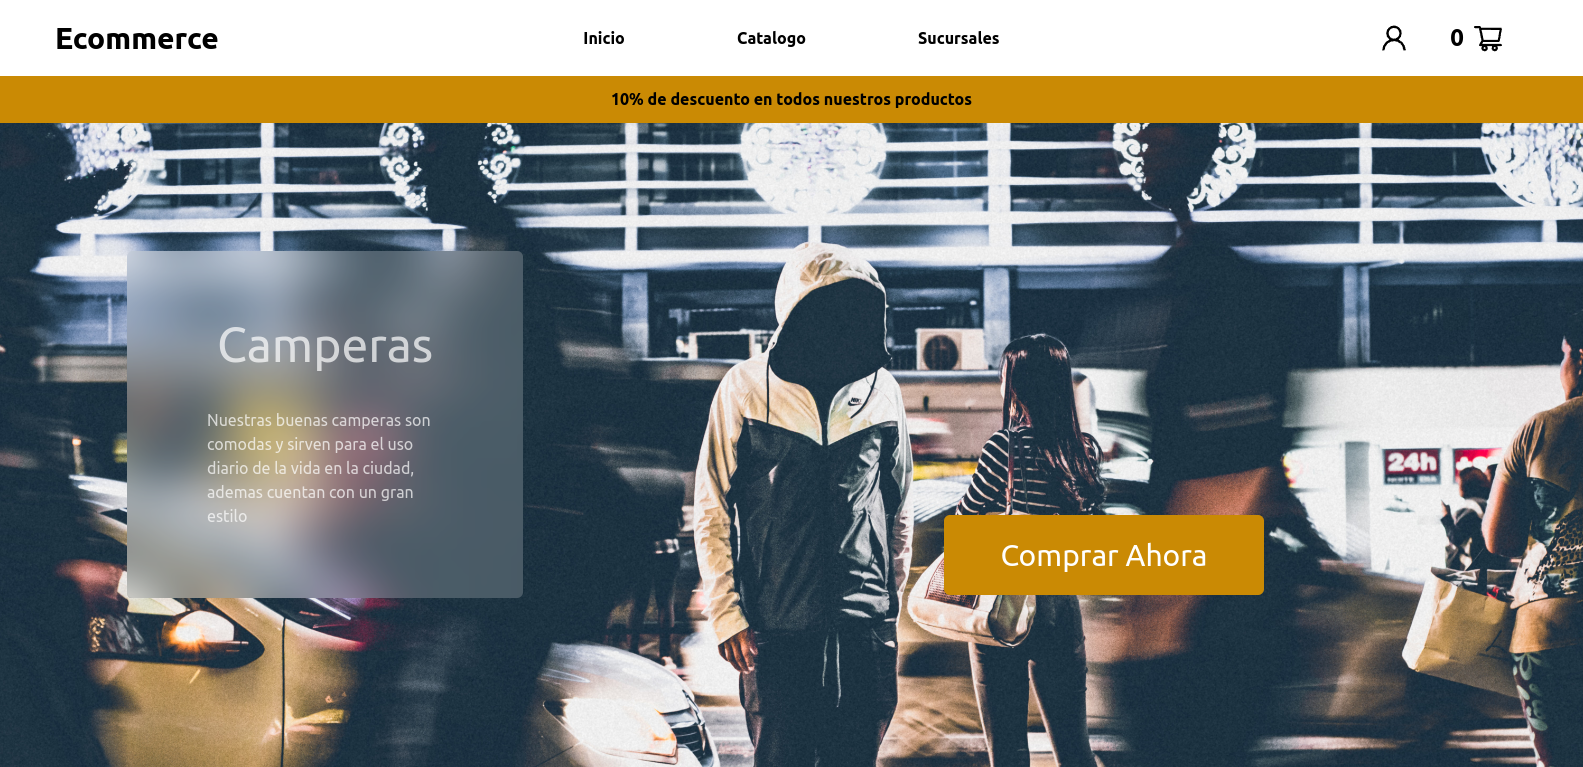 Ecommerce
Inicio
Catalogo
Sucursales
0
10% de descuento en todos nuestros productos
Camperas
Nuestras buenas camperas son
comodas y sirven para el uso
diario de la vida en la ciudad,
ademas cuentan con un gran
estilo
24h
Comprar Ahora